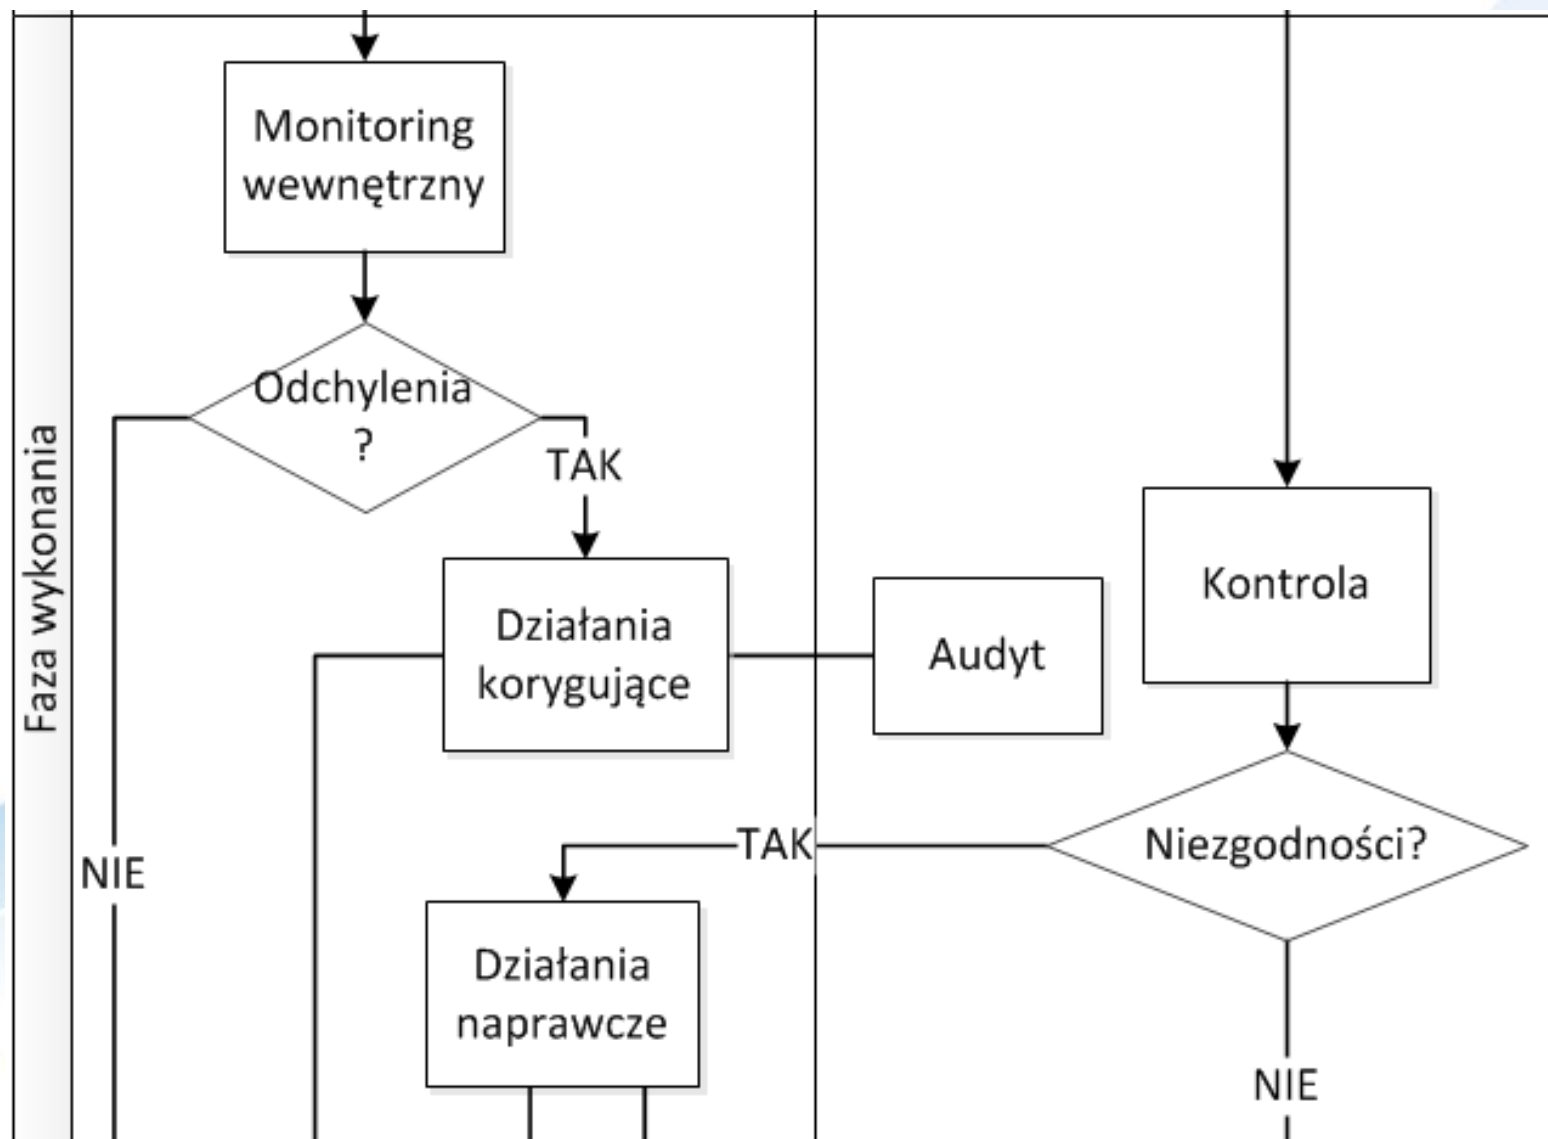 Faza wykonania
Monitoring
wewnętrzny
Odchylenia
?
TAK
NIE
Działania
korygujące
Audyt
Kontrola
Niezgodności?
TAK
NIE
Działania
naprawcze